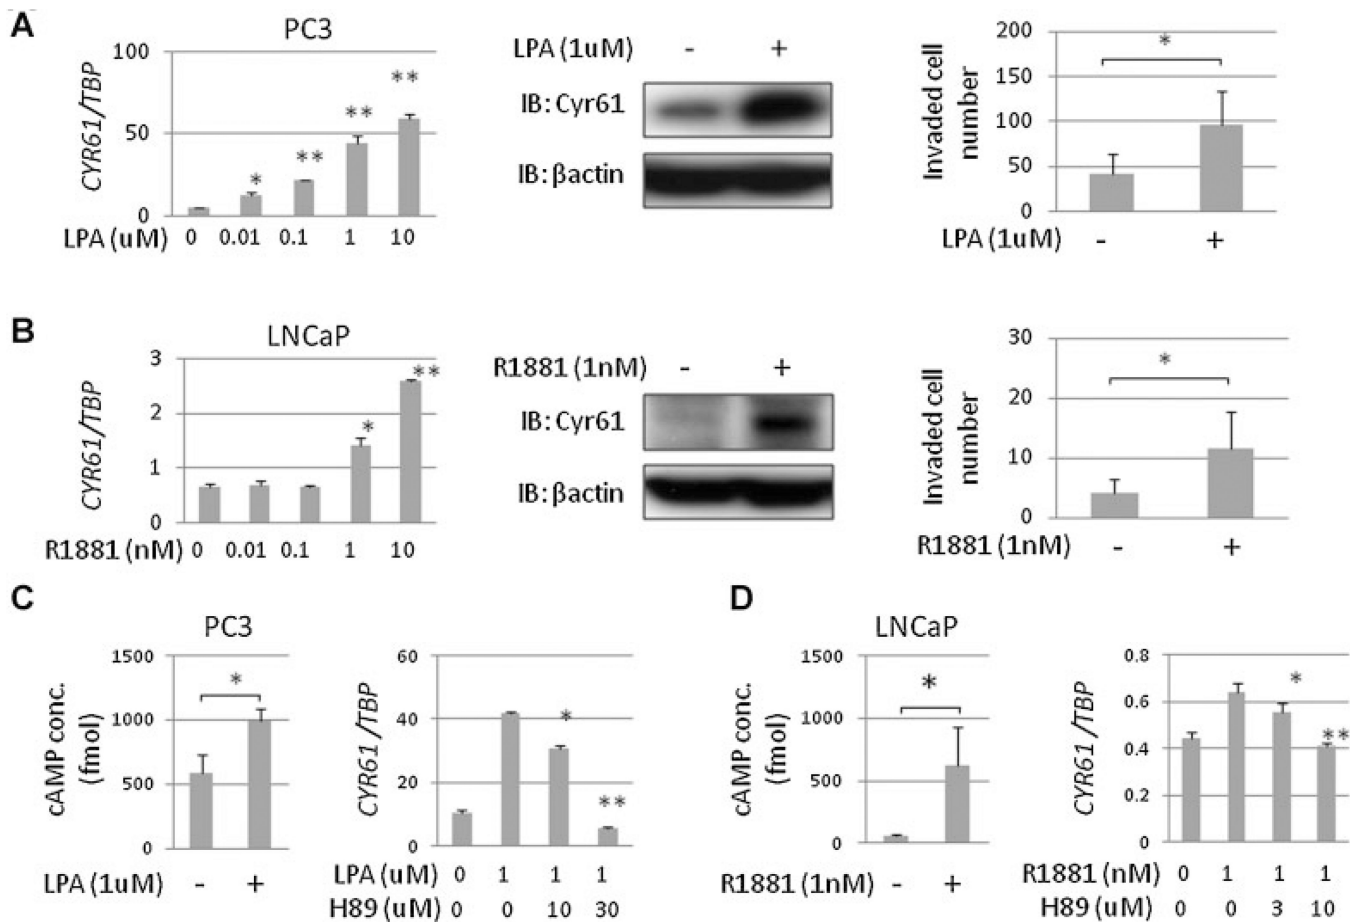 A
PC3
CYR61/TBP
100
50
0
* ** ** **
LPA (uM) 0 0.01 0.1 1 10
LPA (1uM) - +
IB: Cyr61
IB: βactin
Invaded cell number
200
150
100
50
0
*
LPA (1uM) - +
B
LNCaP
CYR61/TBP
3
2
1
0
* **
R1881 (nM) 0 0.01 0.1 1 10
R1881 (1nM) - +
IB: Cyr61
IB: βactin
Invaded cell number
30
20
10
0
*
R1881 (1nM) - +
C
PC3
cAMP conc. (fmol)
1500
1000
500
0
*
LPA (1uM) - +
CYR61 /TBP
60
40
20
0
* **
LPA (uM) 0 1 1 1
H89 (uM) 0 0 10 30
D
LNCaP
cAMP conc. (fmol)
1500
1000
500
0
*
R1881 (1nM) - +
CYR61 /TBP
0.8
0.6
0.4
0.2
0
* **
R1881 (nM) 0 1 1 1
H89 (uM) 0 0 3 10